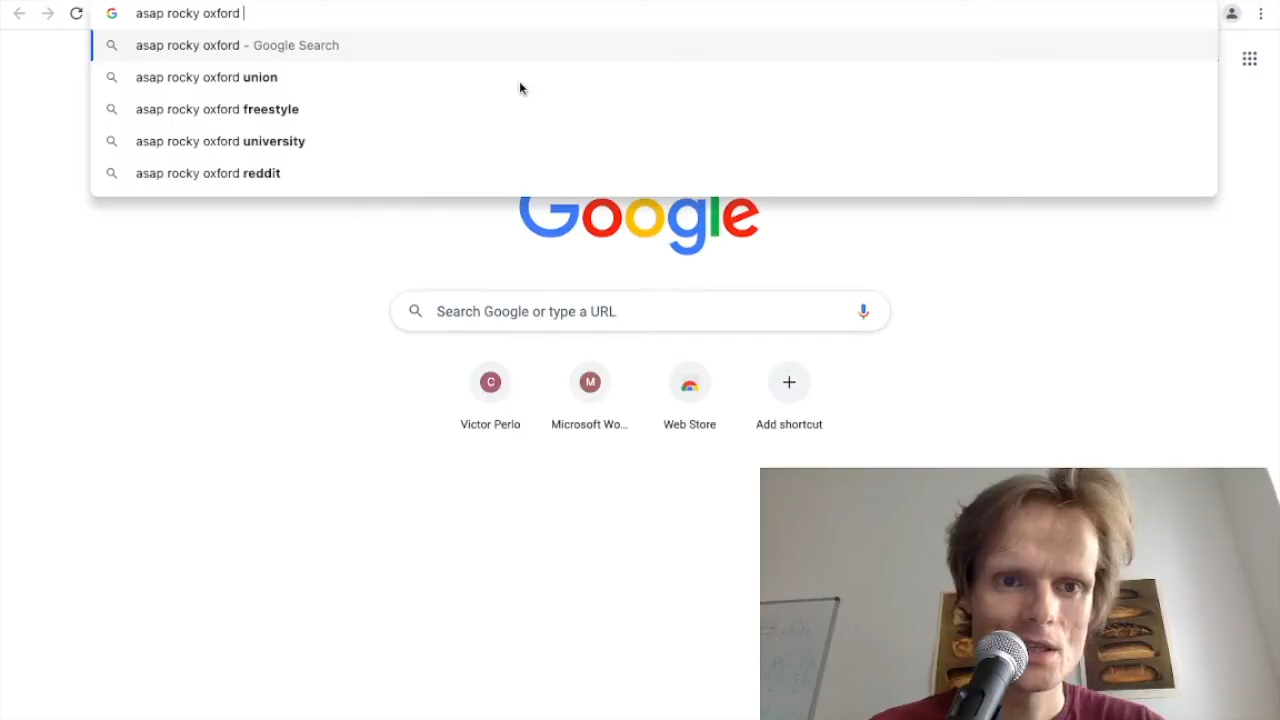 asap rocky oxford
asap rocky oxford - Google Search
asap rocky oxford union
asap rocky oxford freestyle
asap rocky oxford university
asap rocky oxford reddit
Google
Search Google or type a URL
C
M
Victor Perlo
Microsoft Wo...
Web Store
Add shortcut